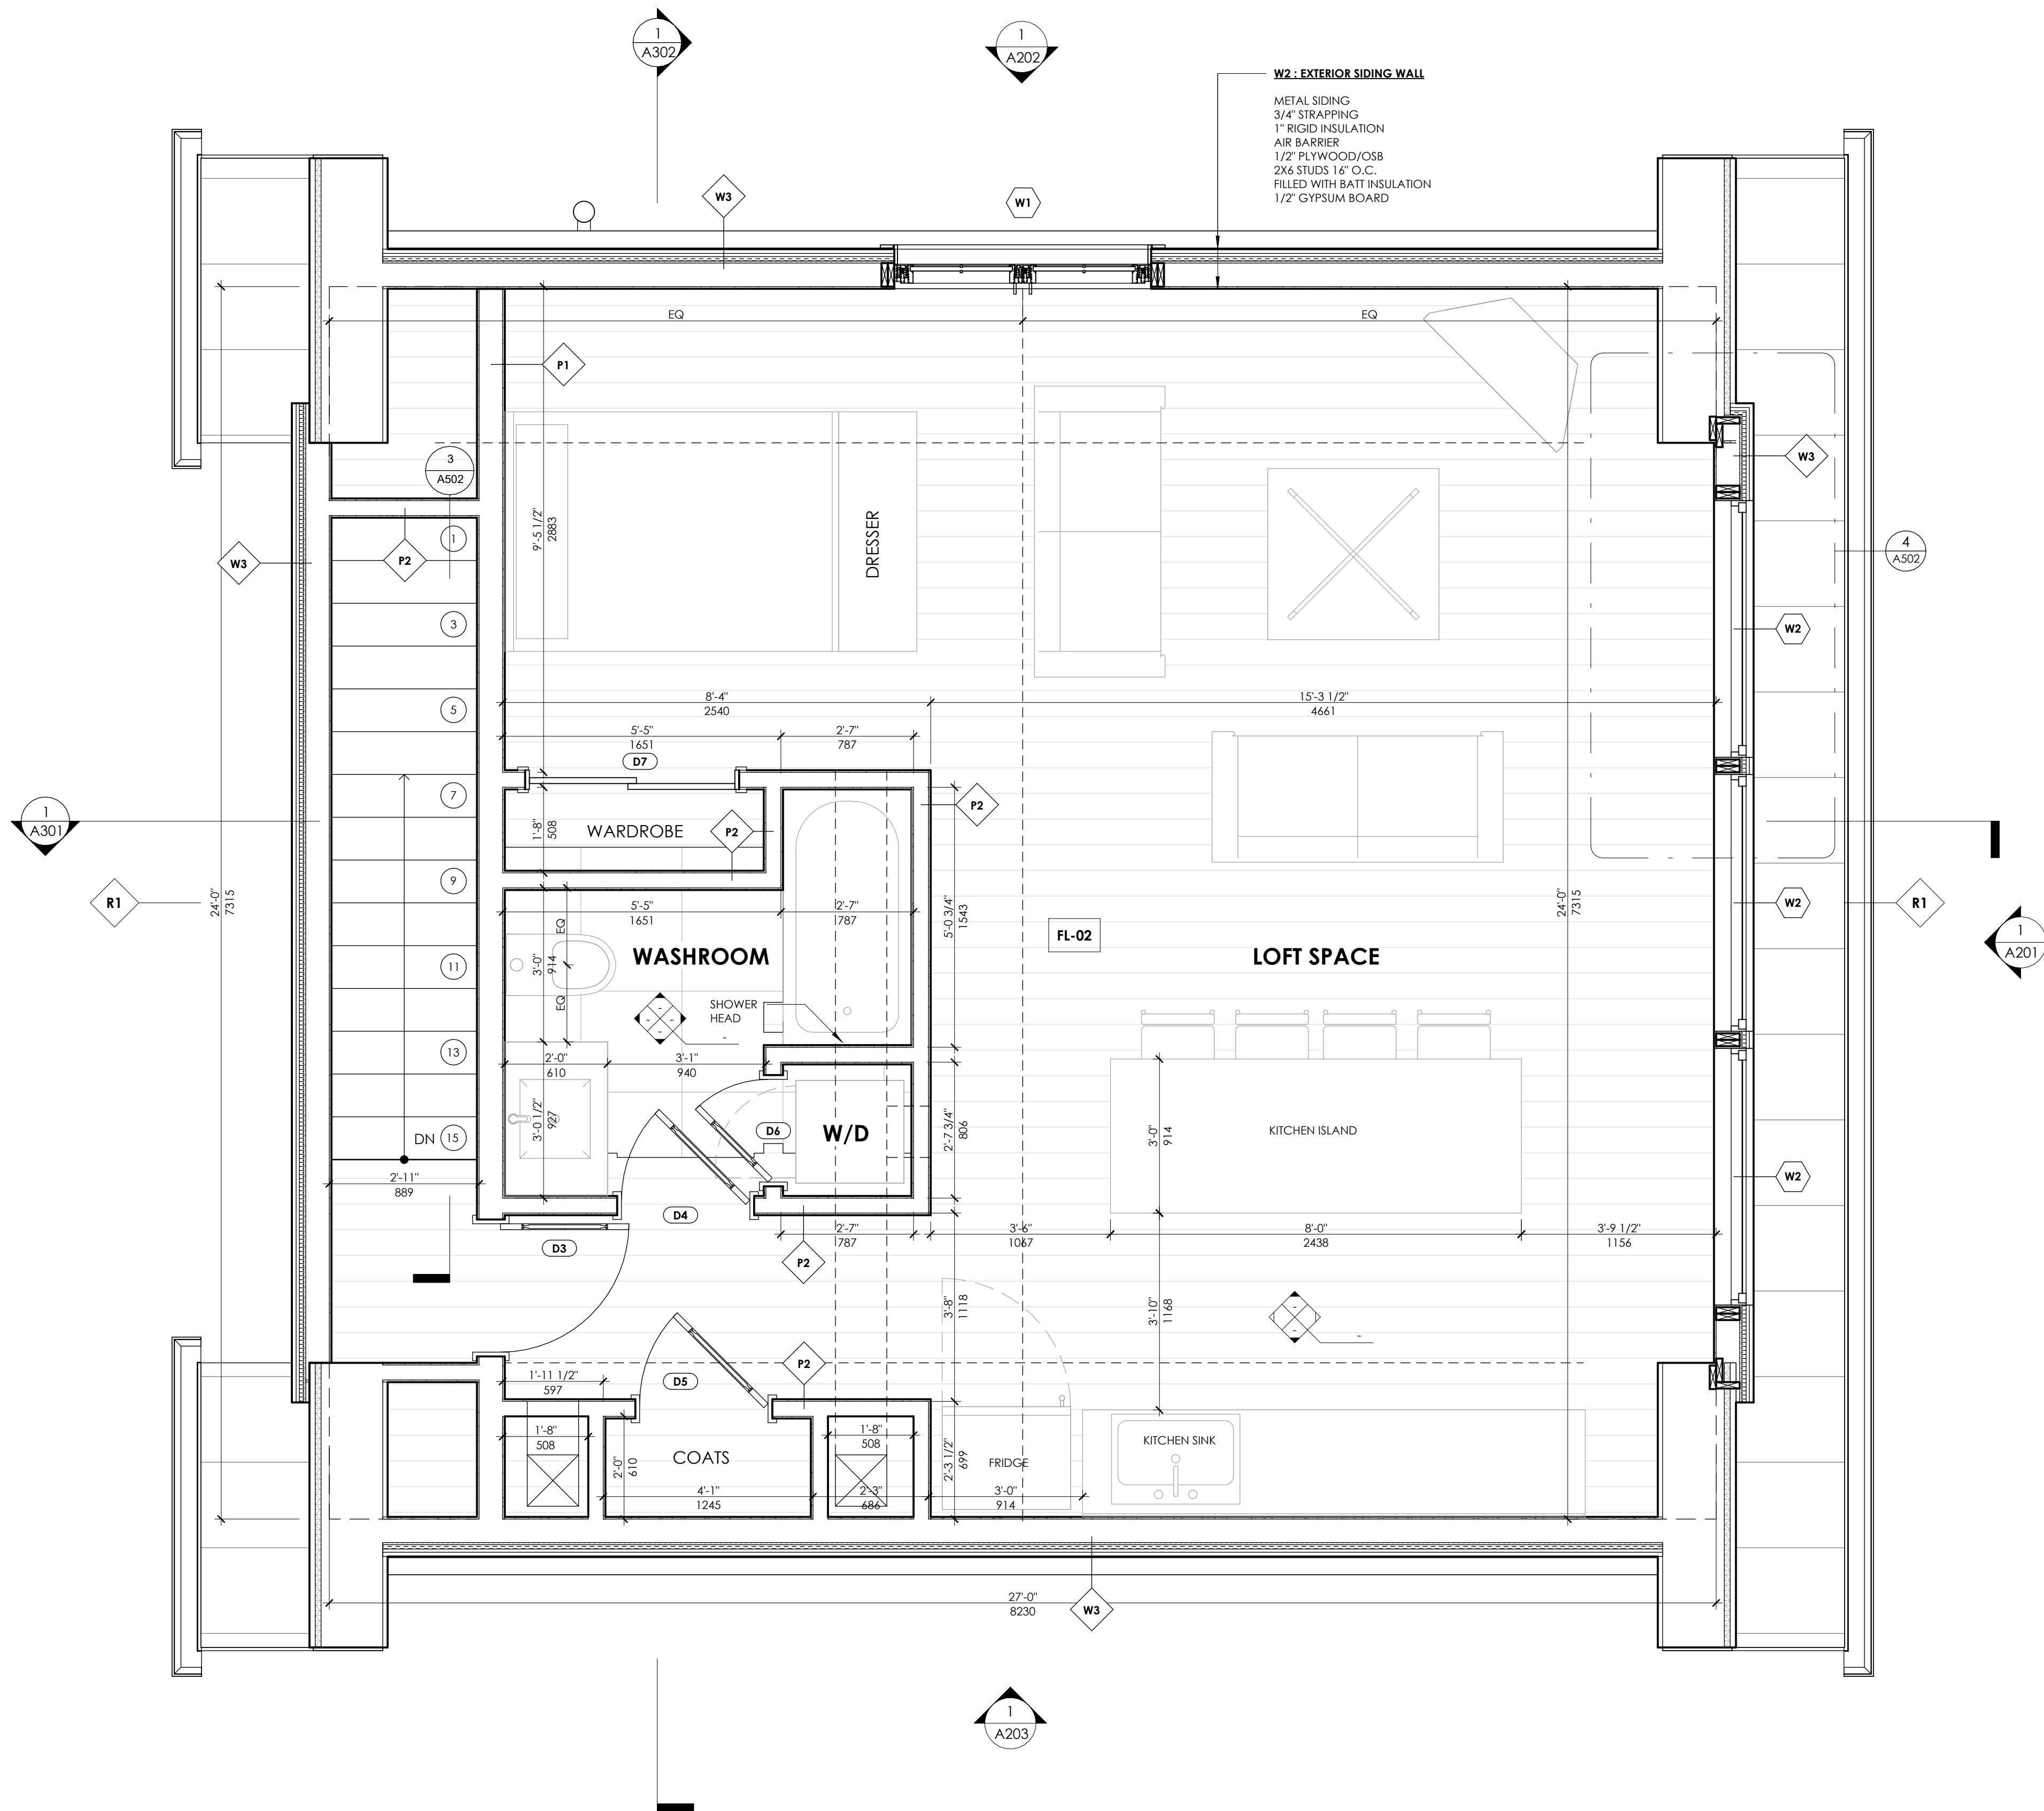 1
A302
1
A202
W2 : EXTERIOR SIDING WALL
METAL SIDING
3/4" STRAPPING
1" RIGID INSULATION
AIR BARRIER
1/2" PLYWOOD/OSB
2X6 STUDS 16" O.C.
FILLED WITH BATT INSULATION
1/2" GYPSUM BOARD
W3
W1
EQ
EQ
P1
3
A502
W3
9'-5 1/2"
2883
DRESSER
1
P2
W3
4
A502
3
W2
5
8'-4"
2540
15'-3 1/2"
4661
5'-5"
1651
2'-7"
787
D7
7
P2
1
A301
WARDROBE
P2
1'-8"
508
9
R1
24'-0"
7315
5'-5"
1651
2'-7"
787
5'-0 3/4"
1543
24'-0"
7315
W2
R1
EQ
FL-02
1
A201
WASHROOM
LOFT SPACE
3'-0"
914
11
EQ
SHOWER
HEAD
-
-
-
-
-
13
2'-0"
610
3'-1"
940
3'-0 1/2"
927
D6
W/D
2'-7 3/4"
806
3'-0"
914
KITCHEN ISLAND
DN
15
2'-11"
889
W2
D4
2'-7"
787
3'-6"
1067
8'-0"
2438
3'-9 1/2"
1156
D3
P2
3'-8"
1118
3'-10"
1168
-
-
-
P2
1'-11 1/2"
597
D5
1'-8"
508
1'-8"
508
2'-0"
610
COATS
2'-3 1/2"
699
FRIDGE
KITCHEN SINK
4'-1"
1245
2'-3"
686
3'-0"
914
27'-0"
8230
W3
1
A203